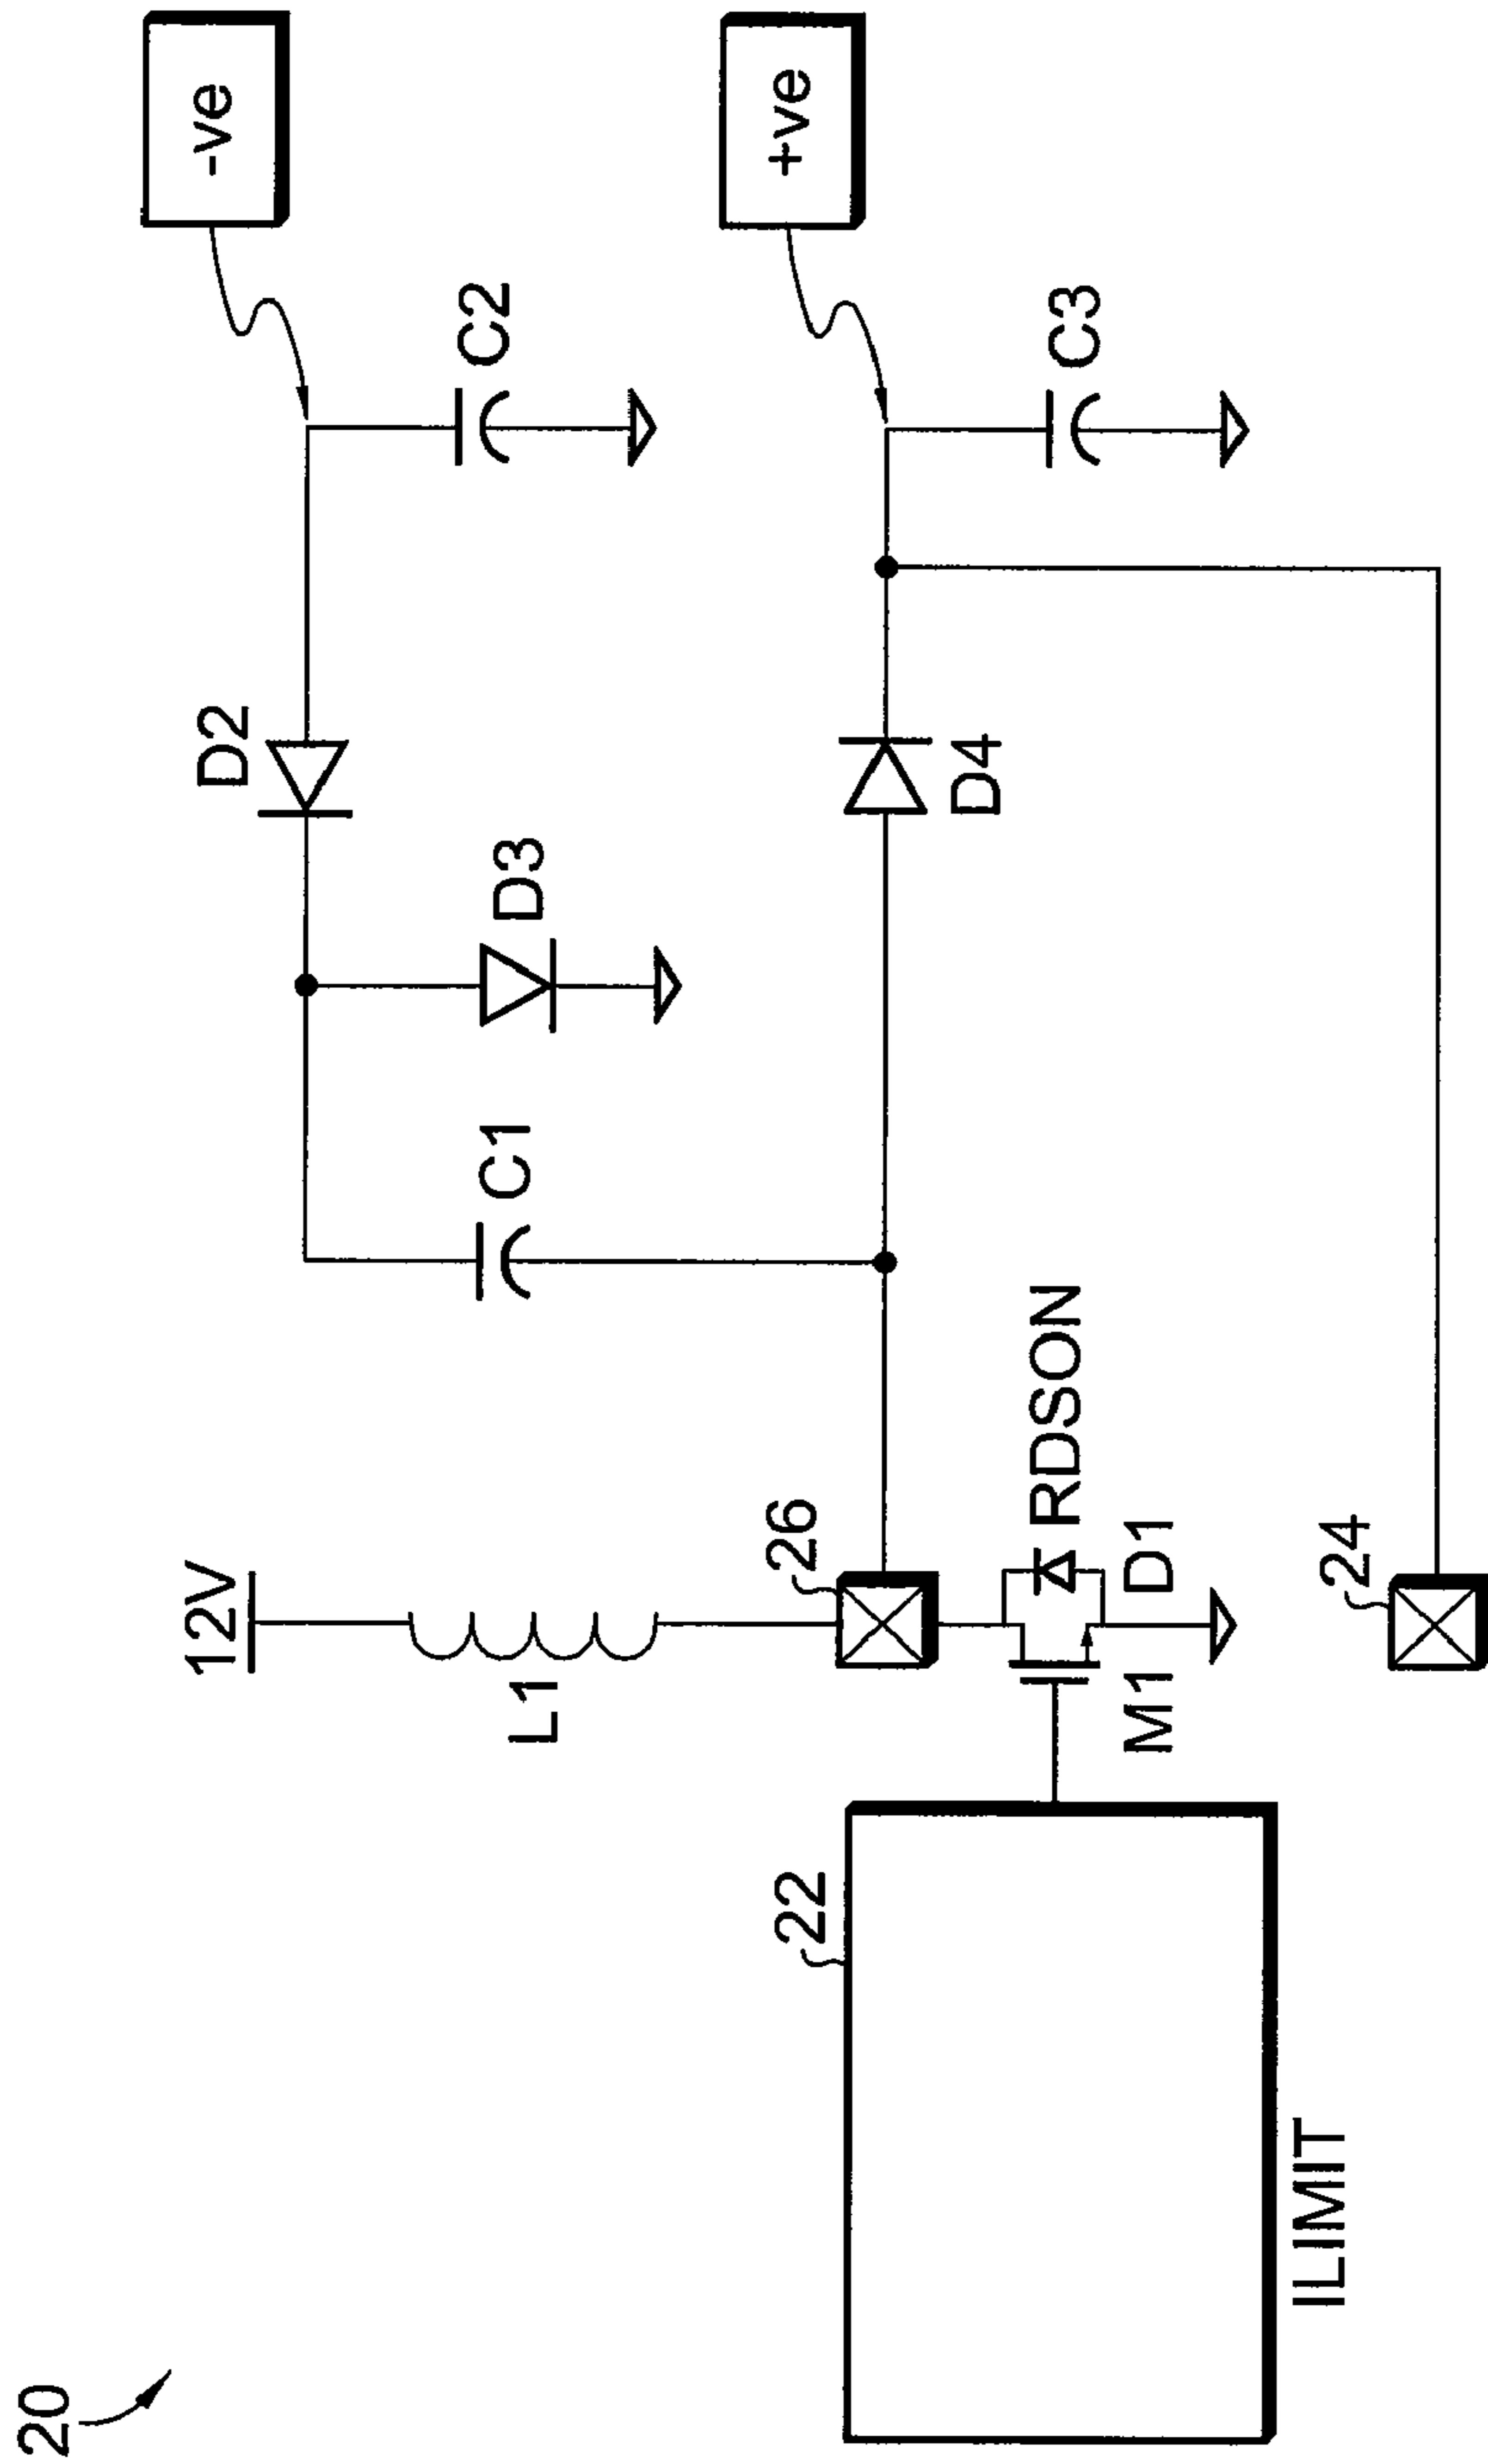 20
12V
L1
22
ILIMIT
26
M1
D1
RDSON
24
C1
D3
D2
D4
C2
C3
-ve
+ve